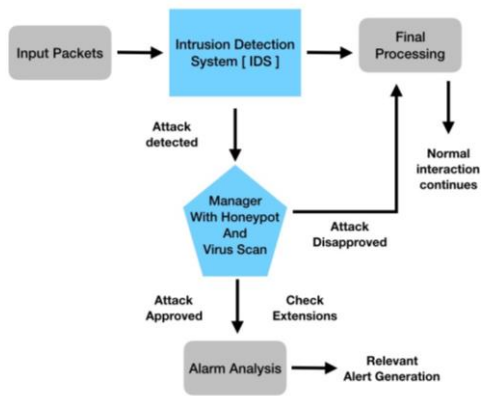 Input Packets
Intrusion Detection
System [ IDS ]
Final
Processing
Attack
detected
Normal
interaction
continues
Manager
With Honeypot
And
Virus Scan
Attack
Disapproved
Attack
Approved
Check
Extensions
Alarm Analysis
Relevant
Alert Generation